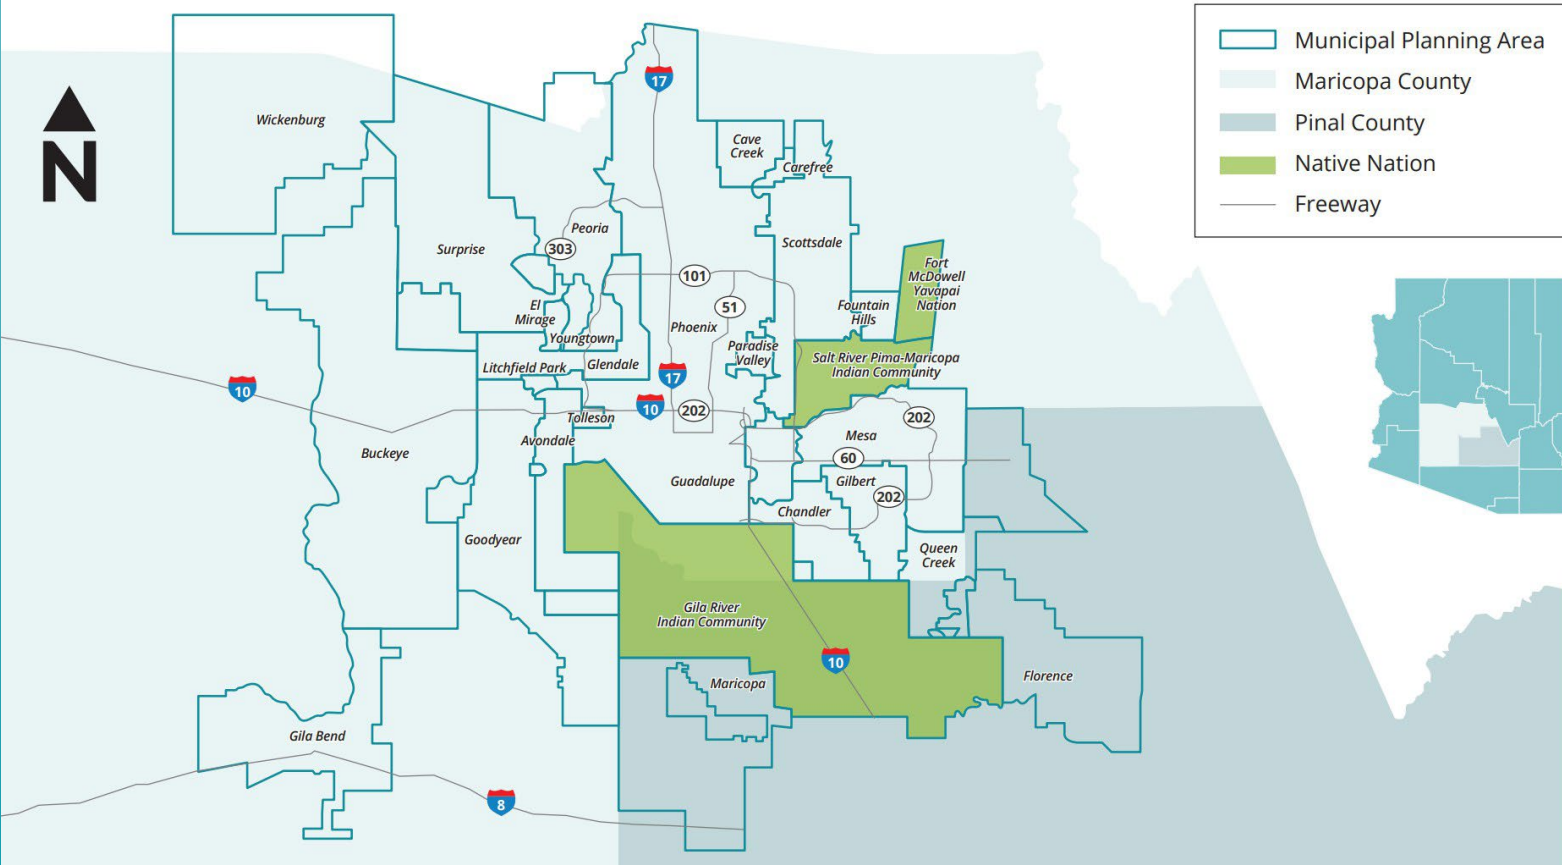 Municipal Planning Area
Maricopa County
Pinal County
Native Nation
Freeway
N
17
Wickenburg
Cave
Creek
Carefree
Peoria
Surprise
303
Scottsdale
101
Fort
McDowell
Yavapai
Nation
El
Mirage
51
Fountain
Hills
Youngtown
Phoenix
Paradise
Valley
Litchfield Park
Glendale
Salt River Pima-Maricopa
Indian Community
17
10
10
202
Tolleson
202
Avondale
Mesa
Buckeye
60
Guadalupe
Gilbert
202
Chandler
Goodyear
Queen
Creek
Gila River
Indian Community
10
Maricopa
Florence
Gila Bend
8